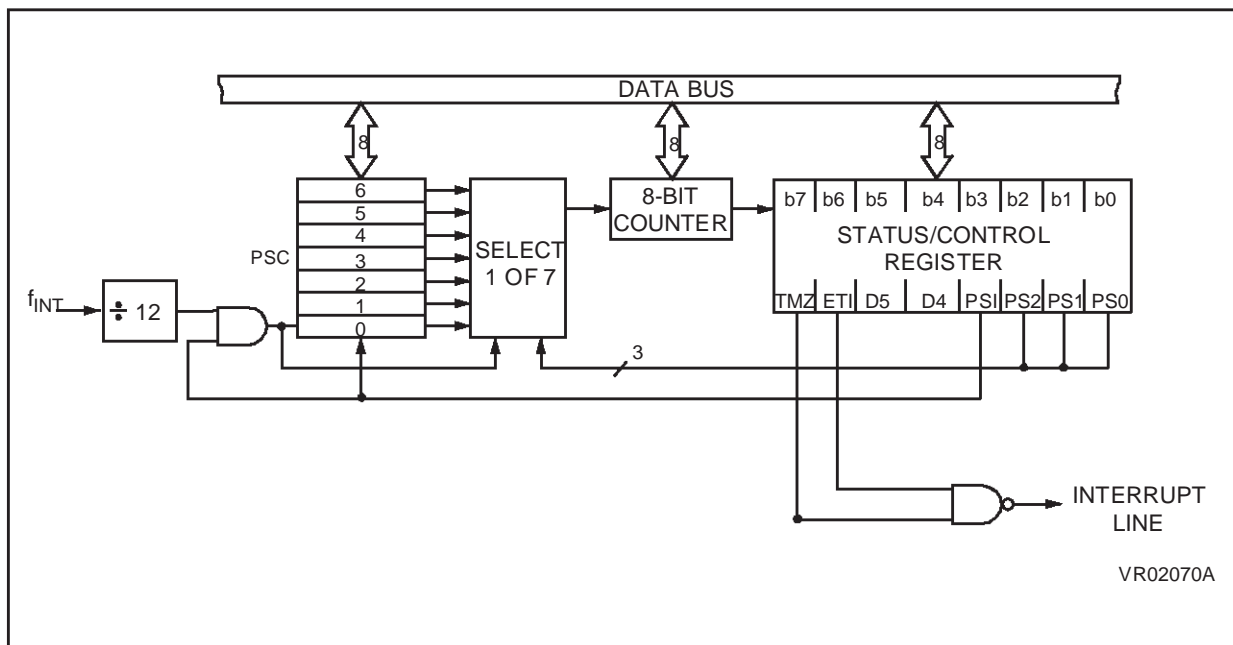 DATA BUS
8
8
8
6
5
4
3
2
1
0
PSC
SELECT
1 OF 7
8-BIT
COUNTER
b7 b6 b5 b4 b3 b2 b1 b0
STATUS/CONTROL
REGISTER
TMZ ETI D5 D4 PSI PS2 PS1 PS0
fINT
÷ 12
3
INTERRUPT
LINE
VR02070A